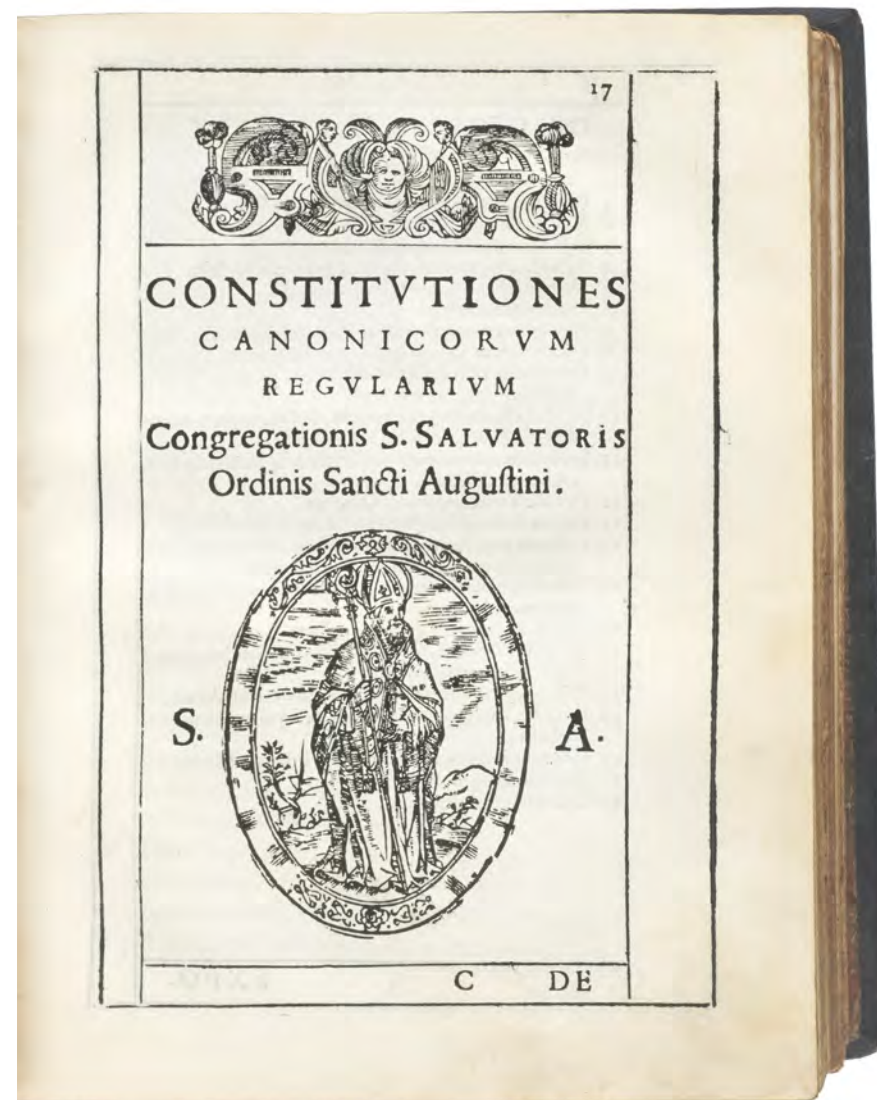 17
CONSTITVTIONES
CANONICORVM
REGVLARIVM
Congregationis S. SALVATORIS
Ordinis Sancti Auguſtini.
S. A.
C DE